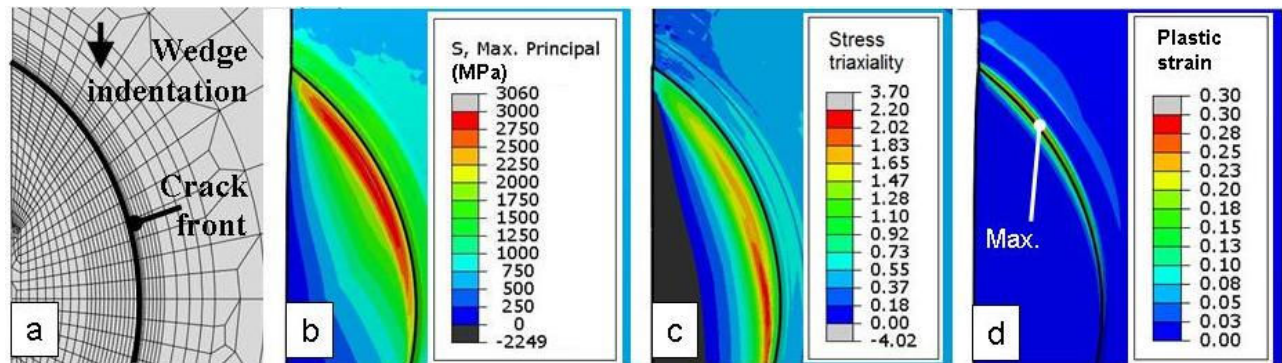 Wedge
indentation
Crack
front
a
S, Max. Principal
(MPa)
3060
3000
2750
2500
2250
2000
1750
1500
1250
1000
750
500
250
0
-2249
b
Stress
triaxiality
3.70
2.20
2.02
1.83
1.65
1.47
1.28
1.10
0.92
0.73
0.55
0.37
0.18
0.00
-4.02
c
Plastic
strain
0.30
0.30
0.28
0.25
0.23
0.20
0.18
0.15
0.13
0.10
0.08
0.05
0.03
0.00
Max.
d